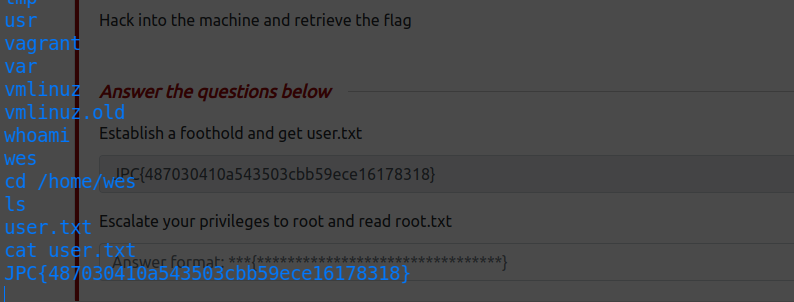 tmp
usr
vagrant
var
vmlinuz
vmlinuz.old
whoami
wes
cd /home/wes
ls
user.txt
cat user.txt
JPC{487030410a543503cbb59ece16178318}
Hack into the machine and retrieve the flag
Answer the questions below
Establish a foothold and get user.txt
JPC{487030410a543503cbb59ece16178318}
Escalate your privileges to root and read root.txt
Answer format: ***{********************************}